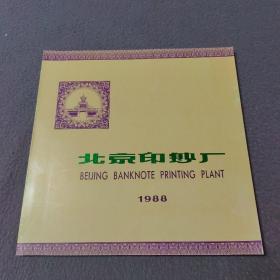 北京印钞厂
BEIJING BANKNOTE PRINTING PLANT
1988